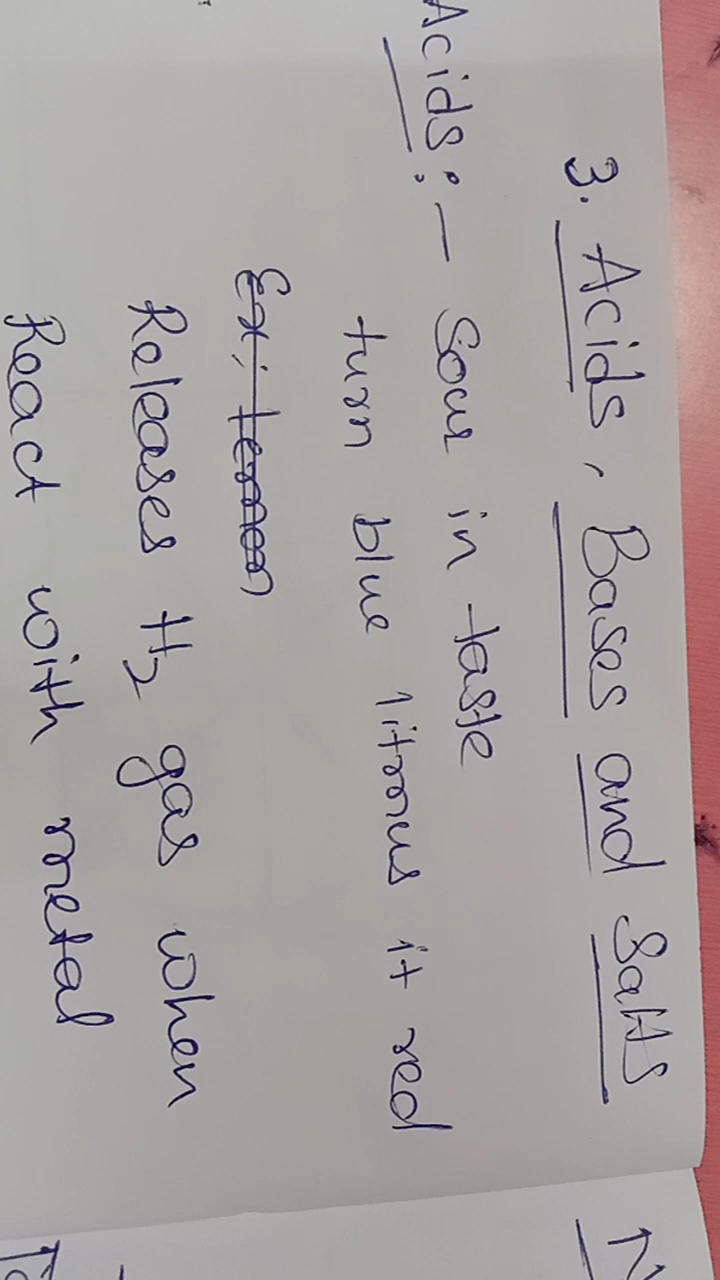 3. Acids, Bases and Salts
Acids :- Sour in taste
turn blue litmus it red
Ex: lemon
Releases H₂ gas when
React with metal